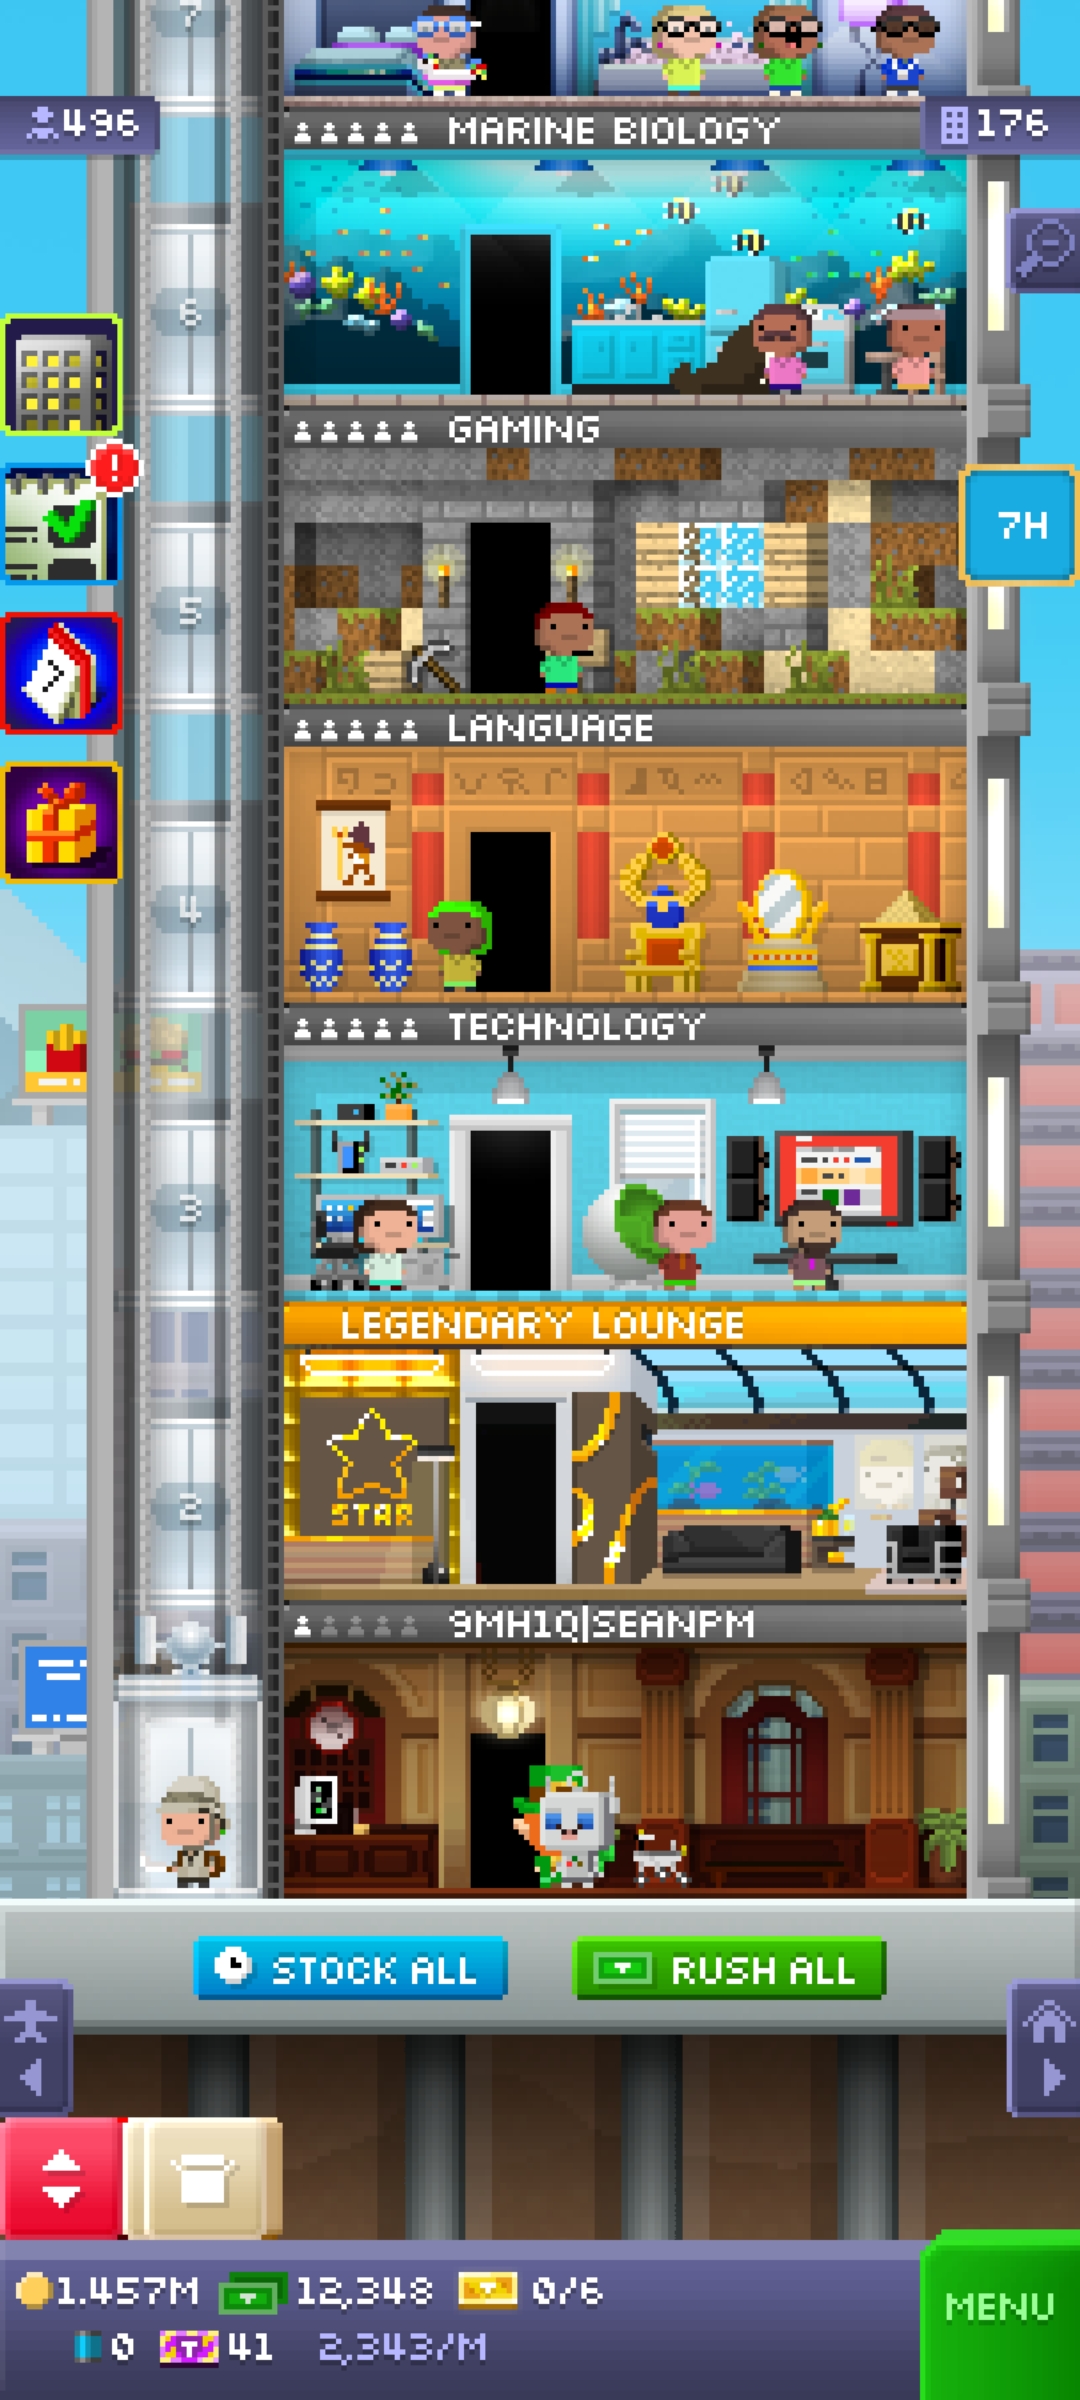 7
496
MARINE BIOLOGY
176
6
GAMING
7H
5
7
LANGUAGE
4
TECHNOLOGY
3
LEGENDARY LOUNGE
STAR
2
9MH1Q|SEANPM
STOCK ALL
RUSH ALL
1.457M
12,348
0/6
0
41
2,343/M
MENU